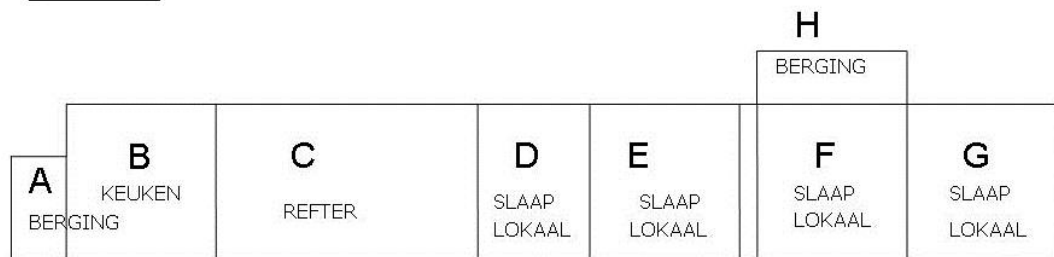 H
BERGING
A
BERGING
B
KEUKEN
C
REFTER
D
SLAAP
LOKAAL
E
SLAAP
LOKAAL
F
SLAAP
LOKAAL
G
SLAAP
LOKAAL